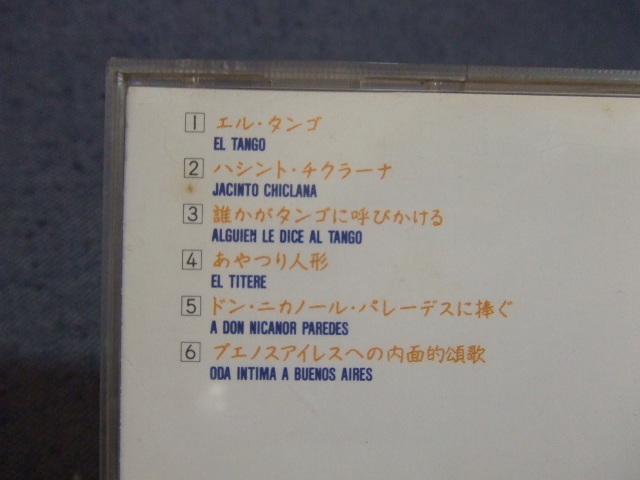 1 エル・タンゴ
EL TANGO
2 ハシント・チクラーナ
JACINTO CHICLANA
3 誰かがタンゴに呼びかける
ALGUIEN LE DICE AL TANGO
4 あやつり人形
EL TITERE
5 ドン・ニカノール・パレーデスに捧ぐ
A DON NICANOR PAREDES
6 ブエノスアイレスへの内面的頌歌
ODA INTIMA A BUENOS AIRES